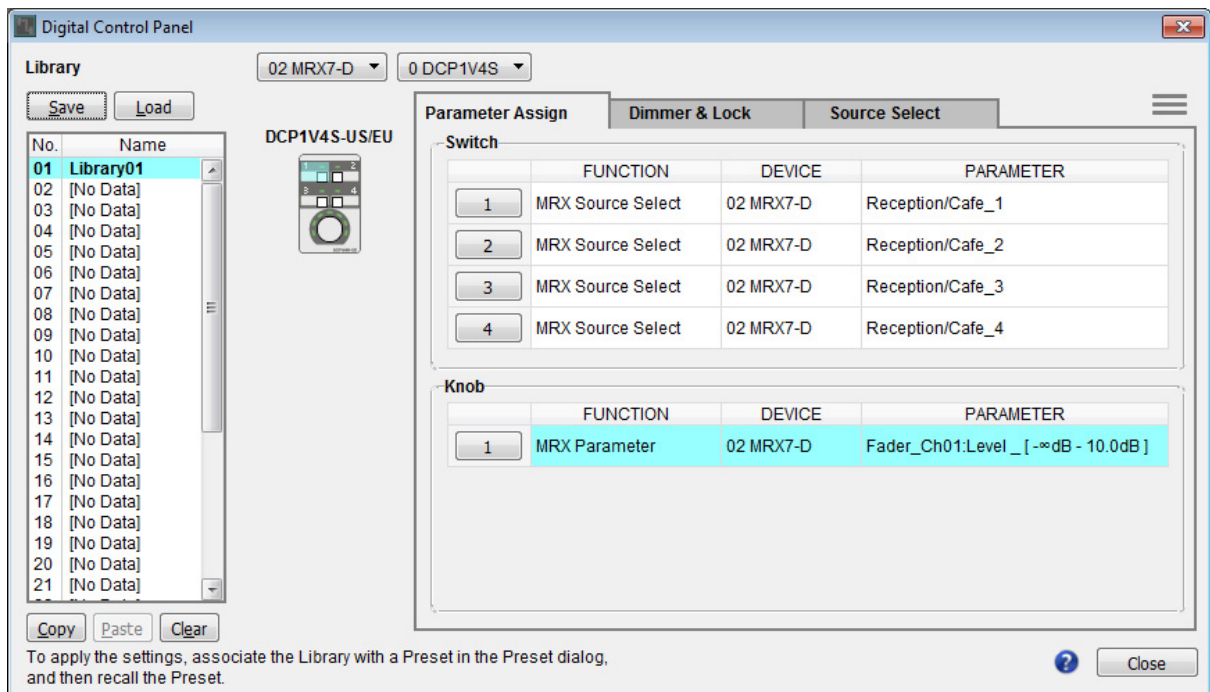 Digital Control Panel
Library
02 MRX7-D
0 DCP1V4S
Save
Load
No. Name
01 Library01
02 [No Data]
03 [No Data]
04 [No Data]
05 [No Data]
06 [No Data]
07 [No Data]
08 [No Data]
09 [No Data]
10 [No Data]
11 [No Data]
12 [No Data]
13 [No Data]
14 [No Data]
15 [No Data]
16 [No Data]
17 [No Data]
18 [No Data]
19 [No Data]
20 [No Data]
21 [No Data]
Copy
Paste
Clear
DCP1V4S-US/EU
1 2
3 4
Parameter Assign
Dimmer & Lock
Source Select
Switch
FUNCTION DEVICE PARAMETER
1 MRX Source Select 02 MRX7-D Reception/Cafe_1
2 MRX Source Select 02 MRX7-D Reception/Cafe_2
3 MRX Source Select 02 MRX7-D Reception/Cafe_3
4 MRX Source Select 02 MRX7-D Reception/Cafe_4
Knob
FUNCTION DEVICE PARAMETER
1 MRX Parameter 02 MRX7-D Fader_Ch01:Level _ [ -∞dB - 10.0dB ]
To apply the settings, associate the Library with a Preset in the Preset dialog,
and then recall the Preset.
?
Close